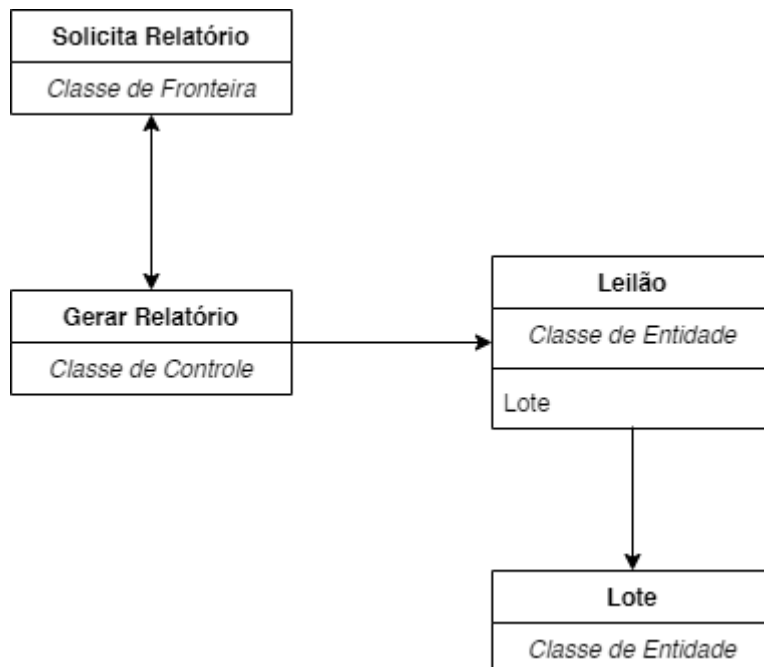 Solicita Relatório
Classe de Fronteira
Gerar Relatório
Classe de Controle
Leilão
Classe de Entidade
Lote
Lote
Classe de Entidade